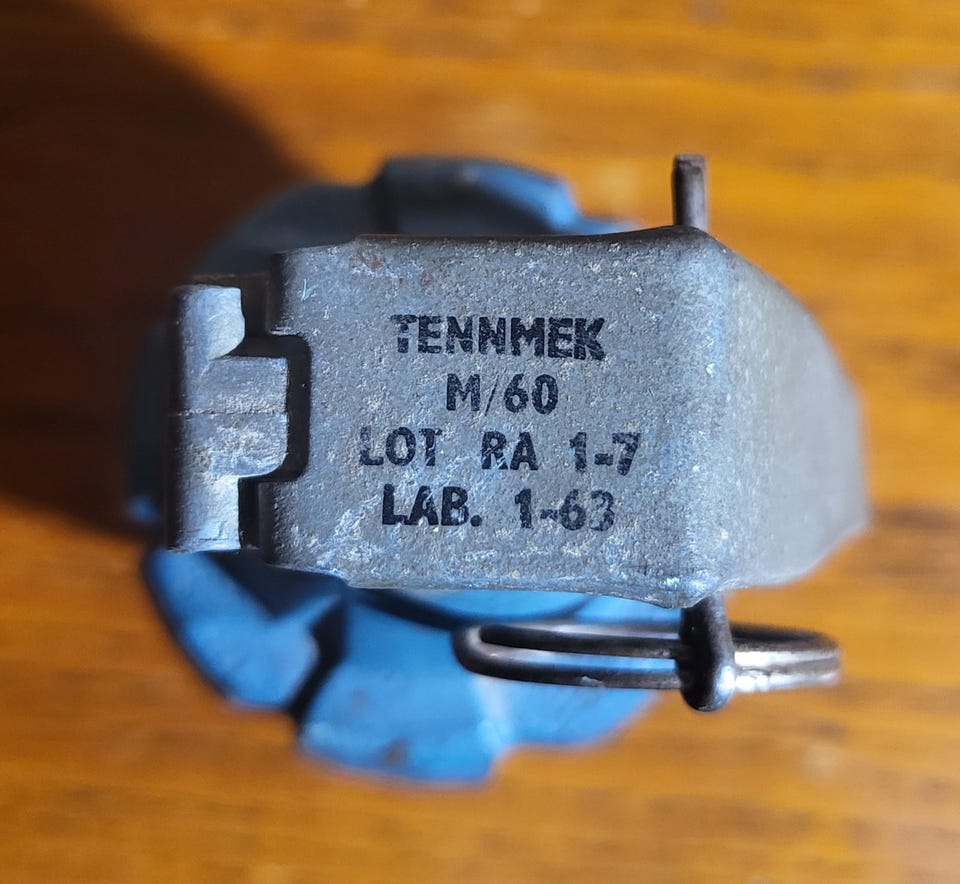 TENNMEK
M/60
LOT RA 1-7
LAB. 1-63